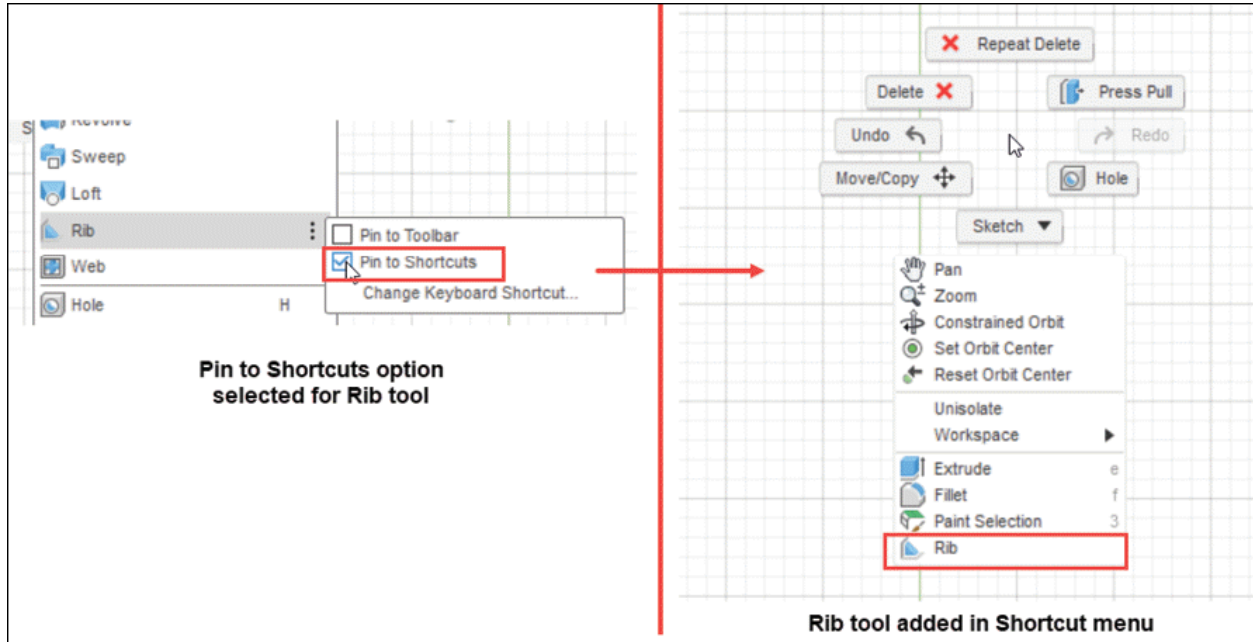 S
Revolve
Sweep
Loft
Rib
Pin to Toolbar
Web
Pin to Shortcuts
Change Keyboard Shortcut...
Hole H
Pin to Shortcuts option
selected for Rib tool
Repeat Delete
Delete
Press Pull
Undo
Redo
Move/Copy
Hole
Sketch
Pan
Zoom
Constrained Orbit
Set Orbit Center
Reset Orbit Center
Unisolate
Workspace
Extrude e
Fillet f
Paint Selection 3
Rib
Rib tool added in Shortcut menu